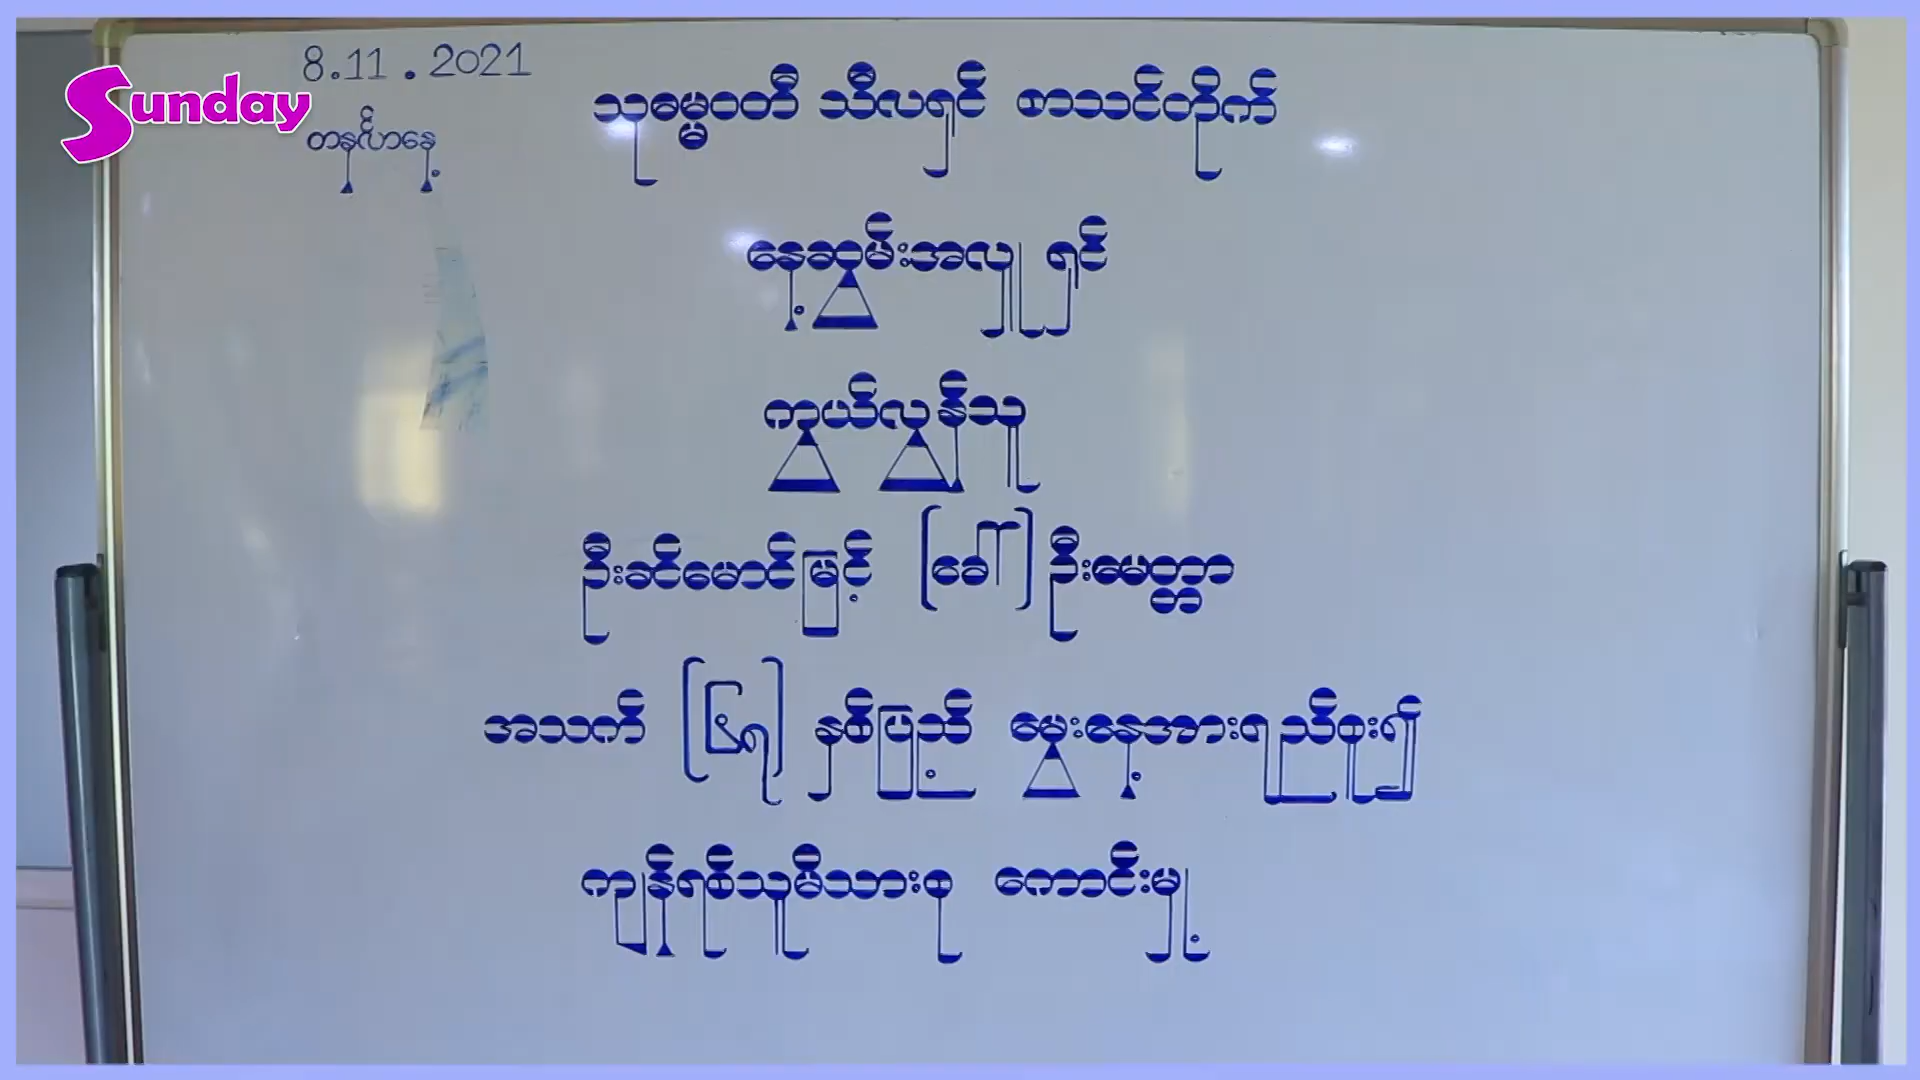 Sunday
8.11.2021
တနင်္လာနေ့
သုဓမ္မဝတီ သီလရှင် စာသင်တိုက်
နေ့ဆွမ်းအလှူရှင်
ကွယ်လွန်သူ
ဦးခင်မောင်မြင့် [ခေါ်] ဦးမေတ္တာ
အသက် [၆ရ] နှစ်ပြည့် မွေးနေ့အားရည်စူး၍
ကျန်ရစ်သူမိသားစု ကောင်းမှု့